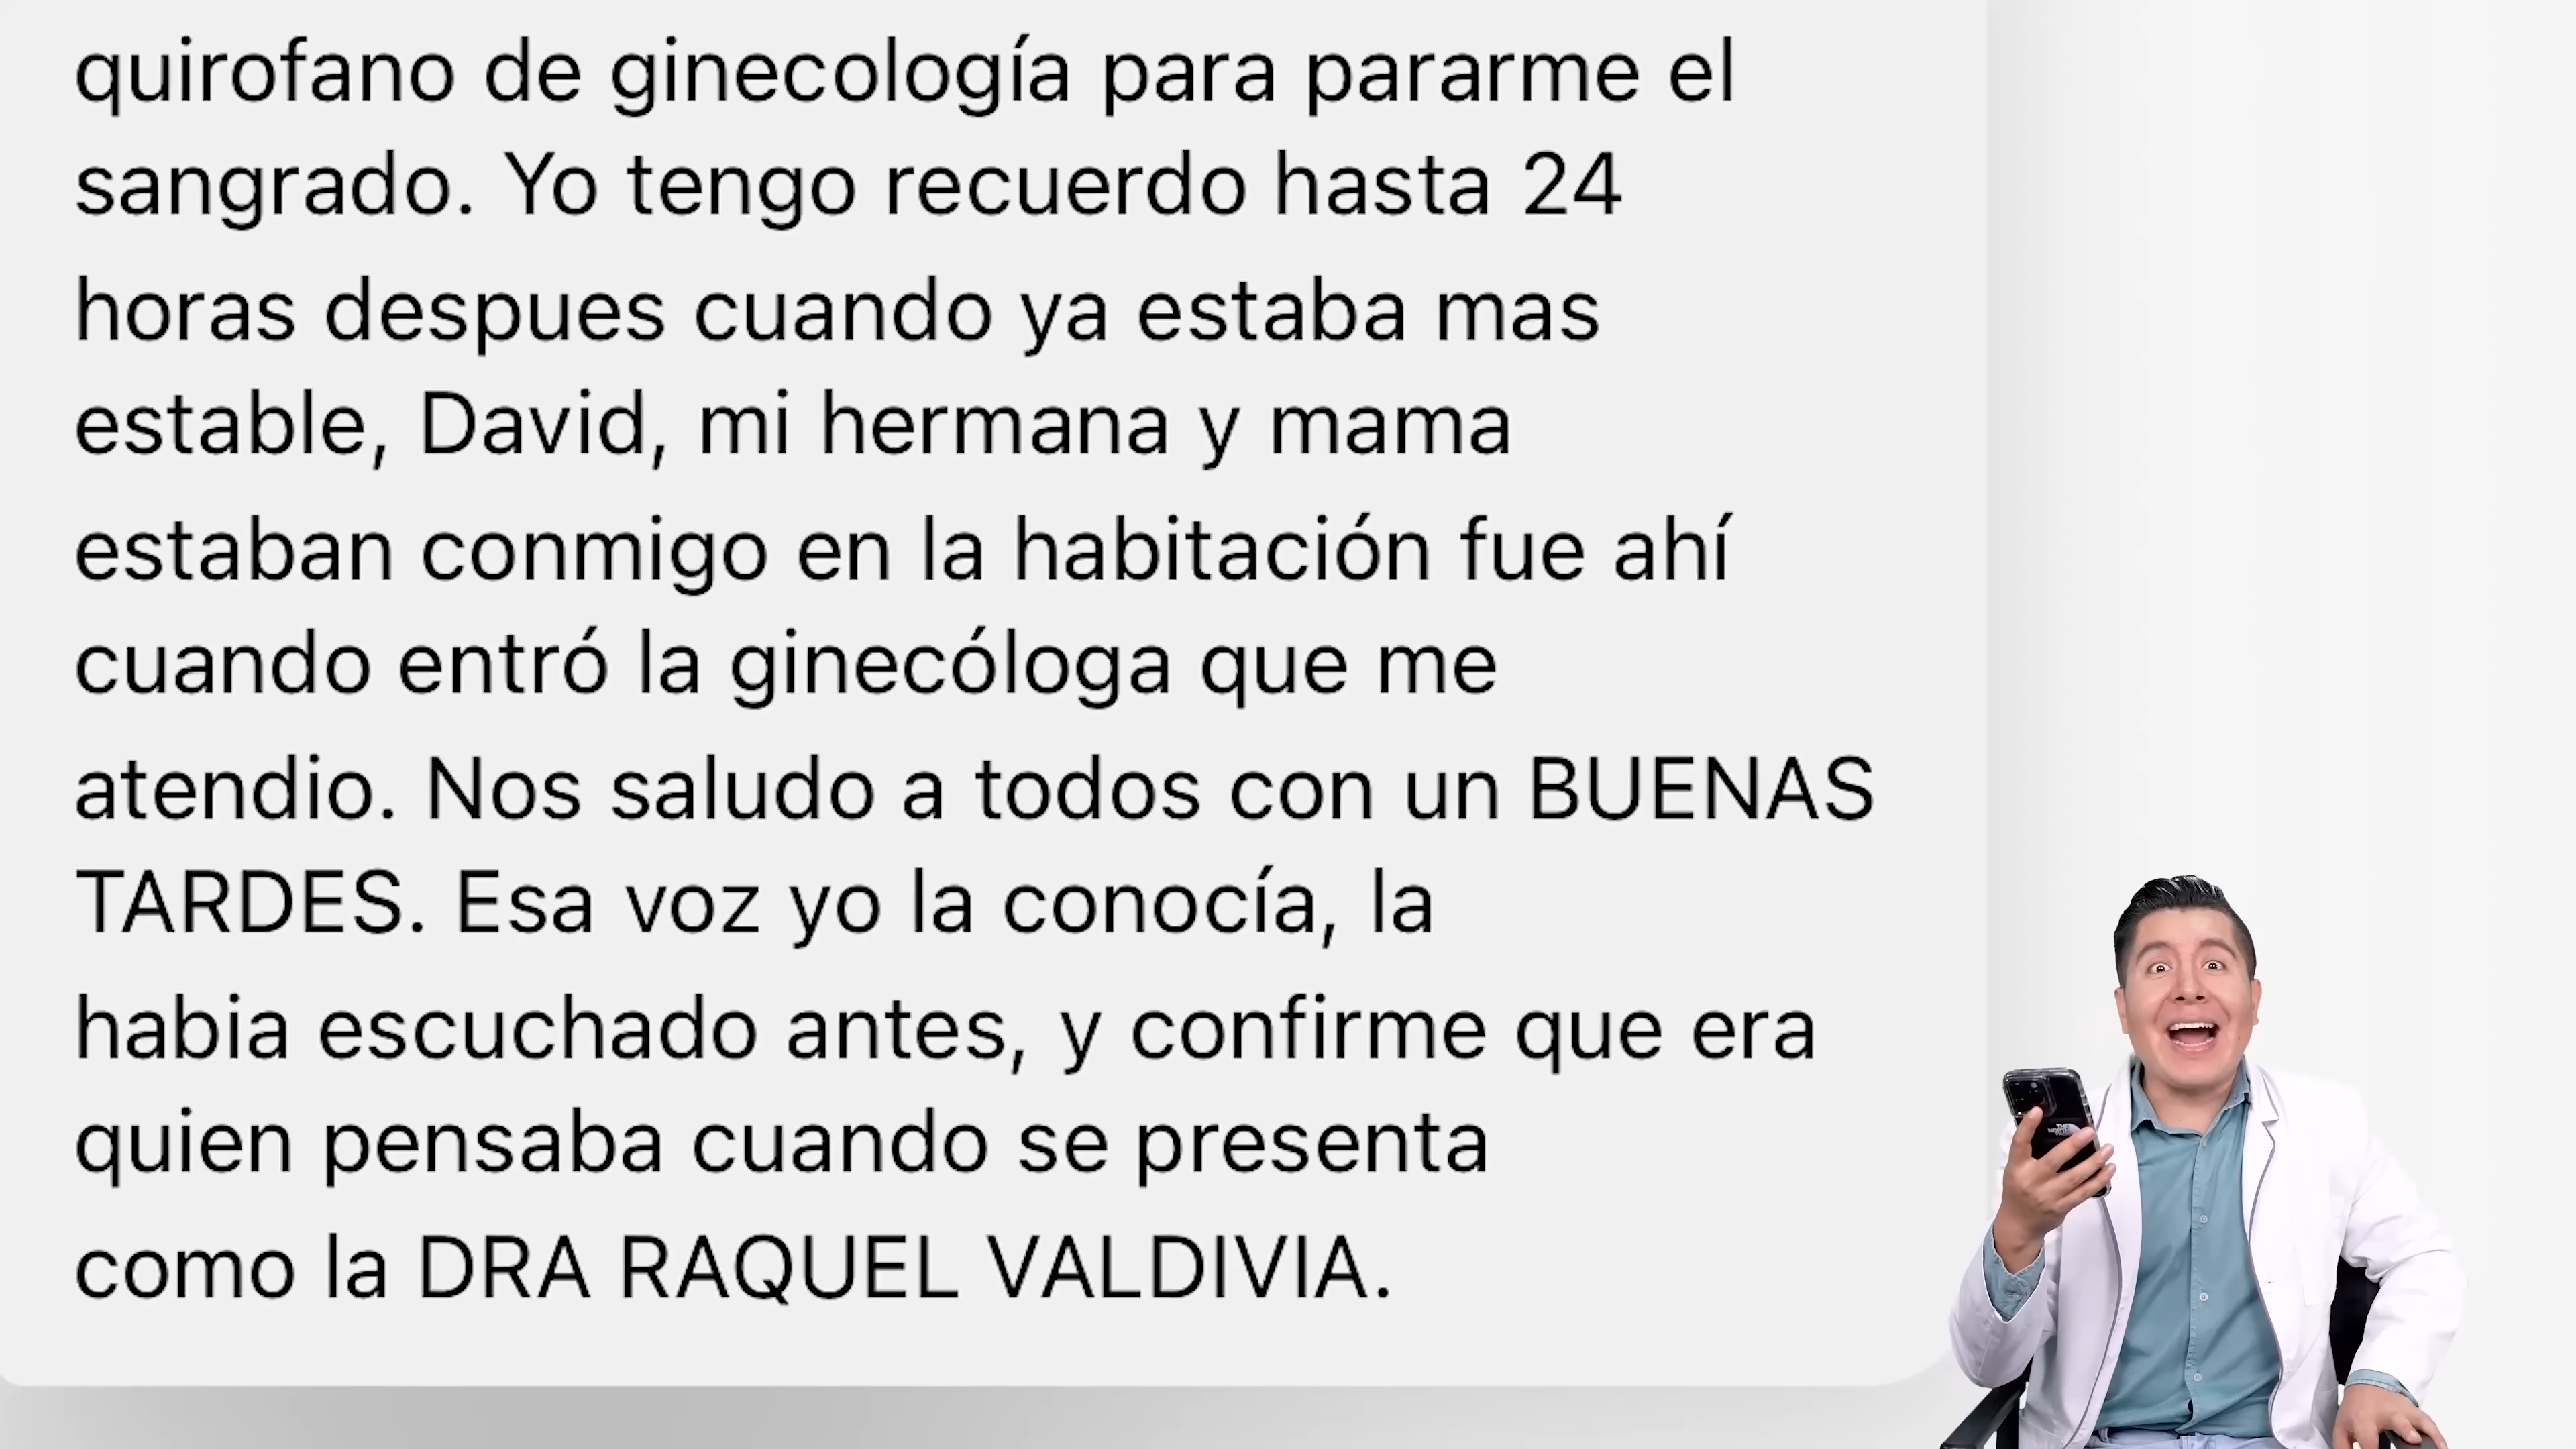 quirofano de ginecología para pararme el
sangrado. Yo tengo recuerdo hasta 24
horas despues cuando ya estaba mas
estable, David, mi hermana y mama
estaban conmigo en la habitación fue ahí
cuando entró la ginecóloga que me
atendio. Nos saludo a todos con un BUENAS
TARDES. Esa voz yo la conocía, la
habia escuchado antes, y confirme que era
quien pensaba cuando se presenta
como la DRA RAQUEL VALDIVIA.
THE
NORTH
FACE